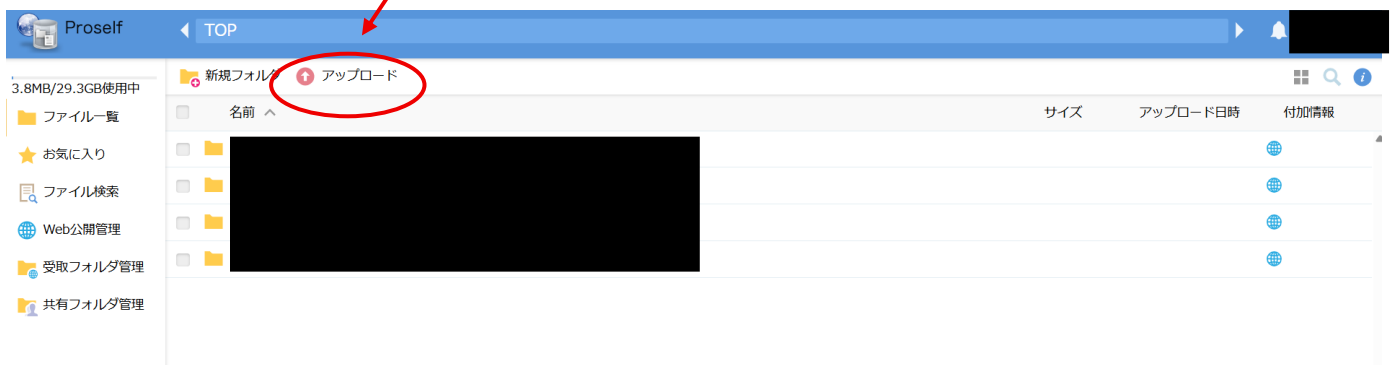 Proself
TOP
3.8MB/29.3GB使用中
新規フォルダ アップロード
名前 サイズ アップロード日時 付加情報
ファイル一覧
お気に入り
ファイル検索
Web公開管理
受取フォルダ管理
共有フォルダ管理